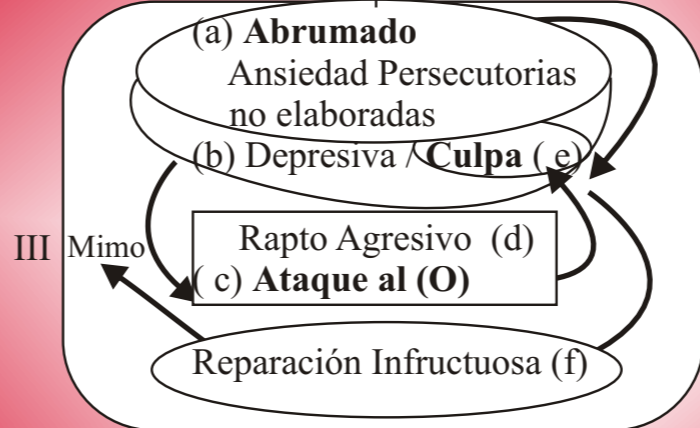 (a) Abrumado
Ansiedad Persecutorias
no elaboradas
(b) Depresiva / Culpa ( e)
Rapto Agresivo (d)
III Mimo
( c) Ataque al (O)
Reparación Infructuosa (f)